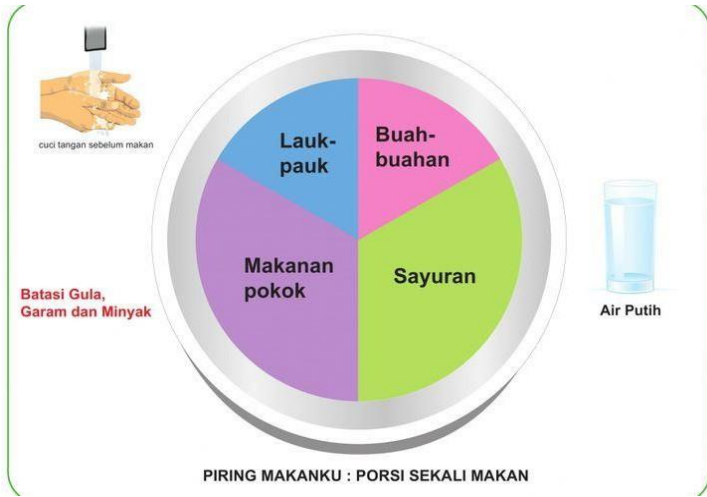 cuci tangan sebelum makan
Lauk-
pauk
Buah-
buahan
Makanan
pokok
Sayuran
Batasi Gula,
Garam dan Minyak
Air Putih
PIRING MAKANKU : PORSI SEKALI MAKAN